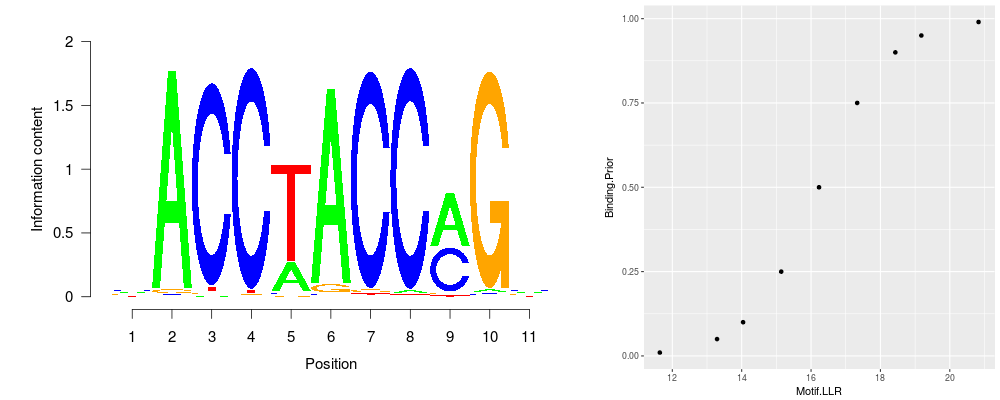 Information content
2
1.5
1
0.5
0
A C C T A C C A G
A C
1 2 3 4 5 6 7 8 9 10 11
Position
Binding.Prior
1.00
0.75
0.50
0.25
0.00
12 14 16 18 20
Motif.LLR